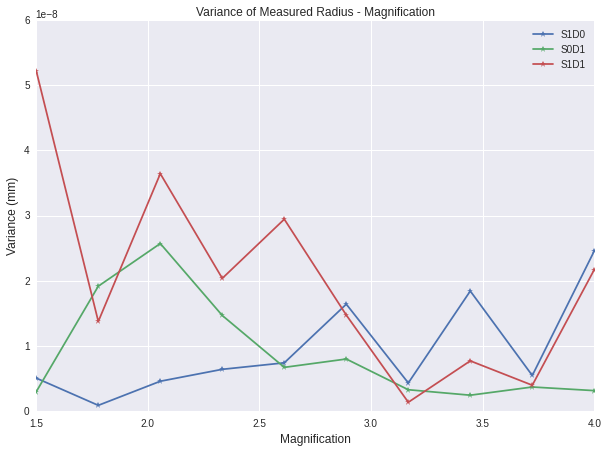 Variance of Measured Radius - Magnification
1e−8
6
5
4
3
2
1
0
Variance (mm)
1.5 2.0 2.5 3.0 3.5 4.0
Magnification
S1D0
S0D1
S1D1